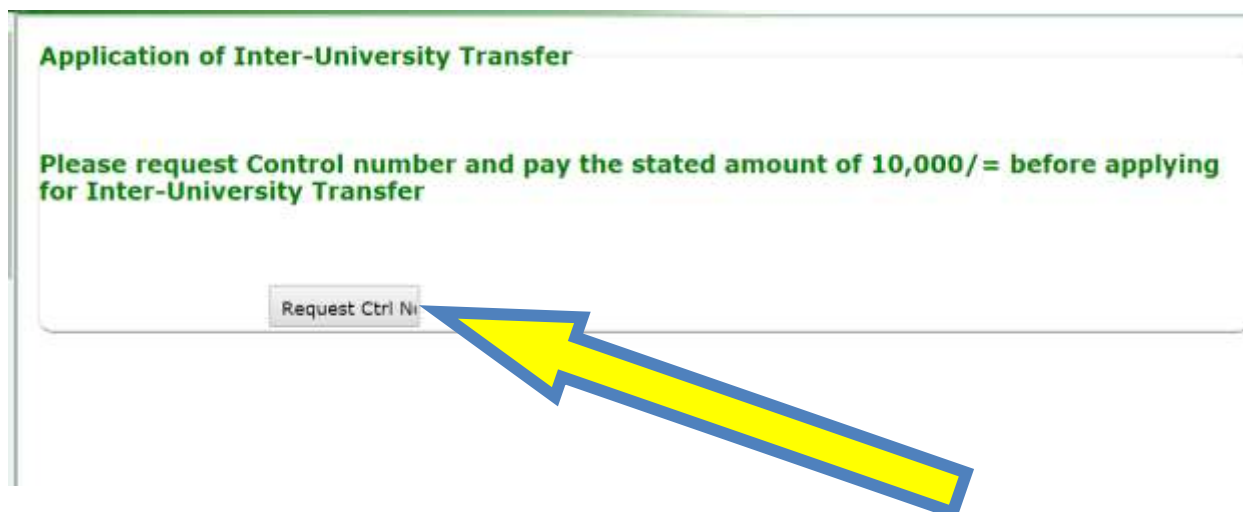 Application of Inter-University Transfer
Please request Control number and pay the stated amount of 10,000/= before applying
for Inter-University Transfer
Request Ctrl